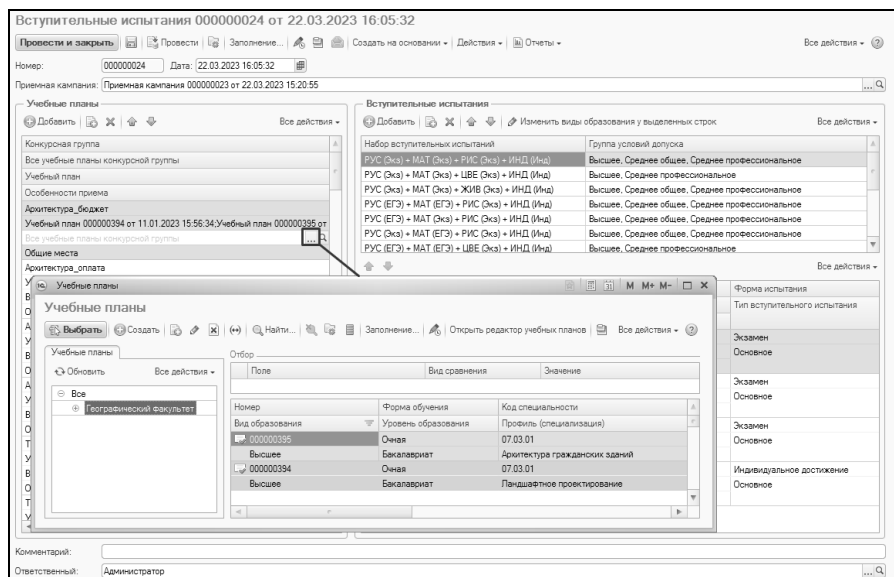 Вступительные испытания 000000024 от 22.03.2023 16:05:32
Провести и закрыть Провести Заполнение... Создать на основании Действия Отчеты Все действия
Номер: 000000024 Дата: 22.03.2023 16:05:32
Приемная кампания: Приемная кампания 000000023 от 22.03.2023 15:20:55 ...
Учебные планы
Добавить Все действия
Конкурсная группа
Все учебные планы конкурсной группы
Учебный план
Особенности приема
Архитектура_бюджет
Учебный план 000000394 от 11.01.2023 15:56:34;Учебный план 000000395 от
Все учебные планы конкурсной группы ...
Общие места
Архитектура_оплата
Вступительные испытания
Добавить Изменить виды образования у выделенных строк Все действия
Набор вступительных испытаний Группа условий допуска
РУС (Экз) + МАТ (Экз) + РИС (Экз) + ИНД (Инд) Высшее, Среднее общее, Среднее профессиональное
РУС (Экз) + МАТ (Экз) + ЦВЕ (Экз) + ИНД (Инд) Высшее, Среднее профессиональное
РУС (Экз) + МАТ (Экз) + ЖИВ (Экз) + ИНД (Инд) Высшее, Среднее общее, Среднее профессиональное
РУС (ЕГЭ) + МАТ (ЕГЭ) + РИС (Экз) + ИНД (Инд) Высшее, Среднее общее, Среднее профессиональное
РУС (ЕГЭ) + МАТ (ЕГЭ) + РИС (Экз) + ИНД (Инд) Высшее, Среднее общее, Среднее профессиональное
РУС (ЕГЭ) + МАТ (Экз) + РИС (Экз) + ИНД (Инд) Высшее, Среднее общее, Среднее профессиональное
РУС (ЕГЭ) + МАТ (ЕГЭ) + ЦВЕ (Экз) + ИНД (Инд) Высшее, Среднее профессиональное
Все действия
Форма испытания
Тип вступительного испытания
Экзамен
Основное
Экзамен
Основное
Экзамен
Основное
Индивидуальное достижение
Основное
Учебные планы M M+ M-
Учебные планы
Выбрать Создать Найти... Заполнение... Открыть редактор учебных планов Все действия
Учебные планы
Обновить Все действия
Все
Географический факультет
Отбор
Поле Вид сравнения Значение
Номер Форма обучения Код специальности
Вид образования Уровень образования Профиль (специализация)
000000395 Очная 07.03.01
Высшее Бакалавриат Архитектура гражданских зданий
000000394 Очная 07.03.01
Высшее Бакалавриат Ландшафтное проектирование
Комментарий:
Ответственный: Администратор ...